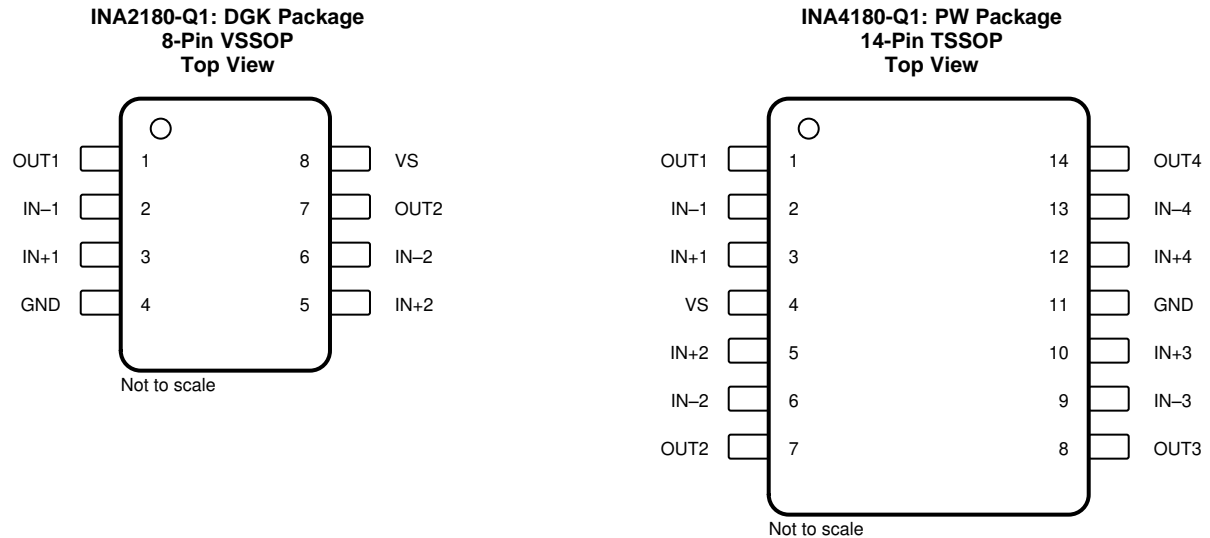 INA2180-Q1: DGK Package
8-Pin VSSOP
Top View
OUT1 1 8 VS
IN–1 2 7 OUT2
IN+1 3 6 IN–2
GND 4 5 IN+2
Not to scale
INA4180-Q1: PW Package
14-Pin TSSOP
Top View
OUT1 1 14 OUT4
IN–1 2 13 IN–4
IN+1 3 12 IN+4
VS 4 11 GND
IN+2 5 10 IN+3
IN–2 6 9 IN–3
OUT2 7 8 OUT3
Not to scale